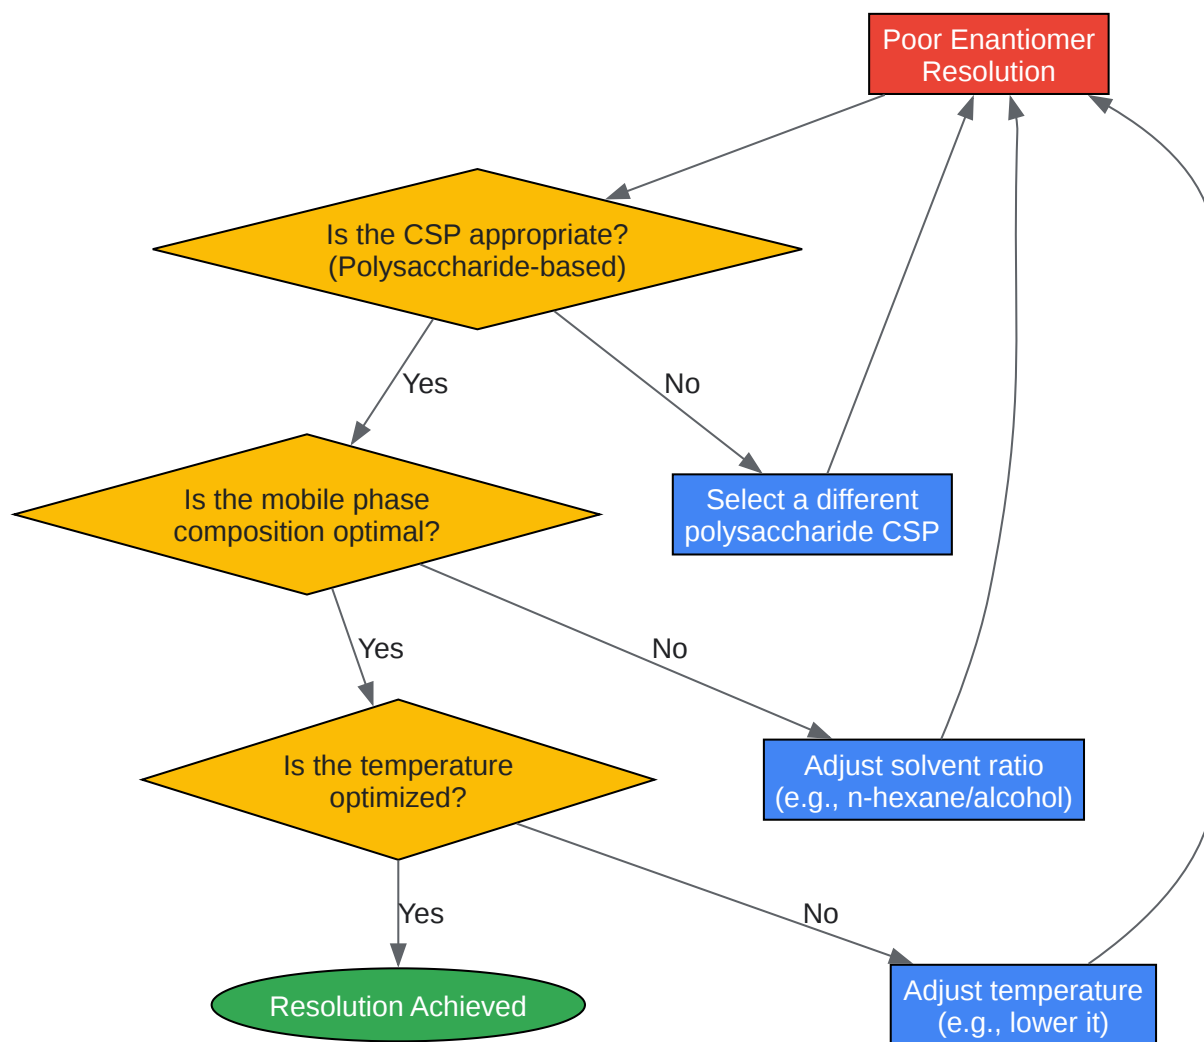 Poor Enantiomer
Resolution
Is the CSP appropriate?
(Polysaccharide-based)
Yes
No
Is the mobile phase
composition optimal?
Select a different
polysaccharide CSP
Yes
No
Is the temperature
optimized?
Adjust solvent ratio
(e.g., n-hexane/alcohol)
Yes
No
Resolution Achieved
Adjust temperature
(e.g., lower it)